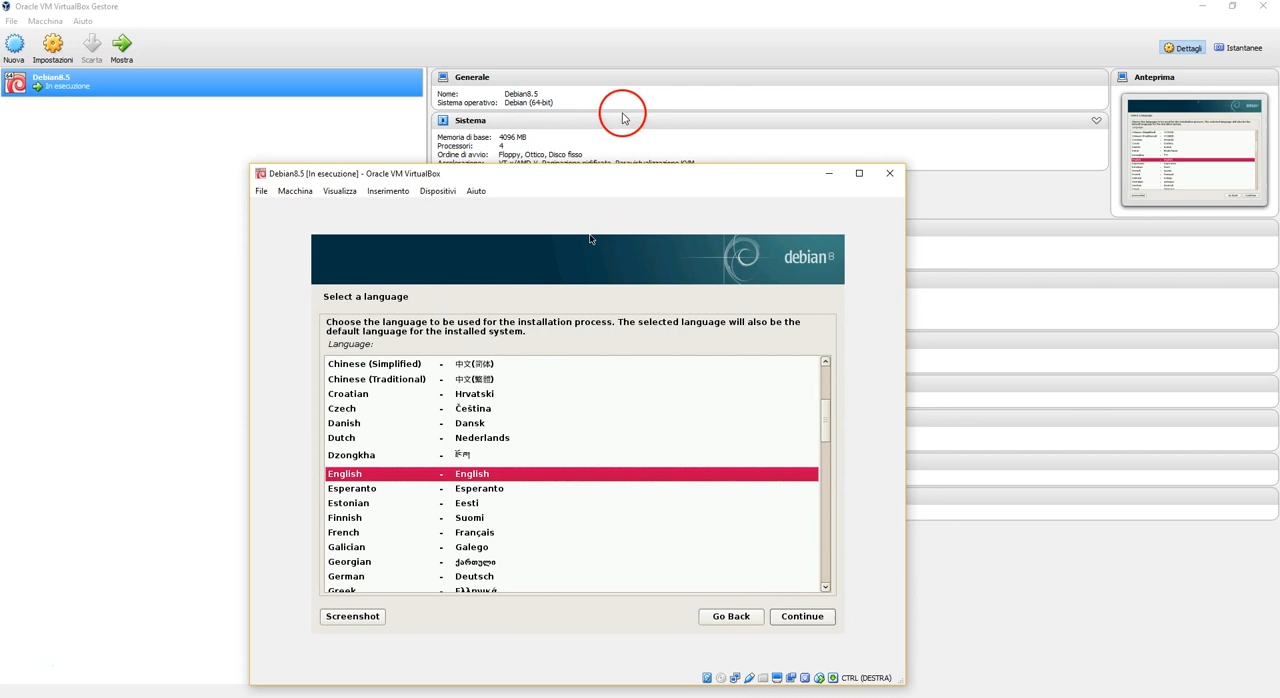 Oracle VM VirtualBox Gestore
File Macchina Aiuto
Nuova Impostazioni Scarta Mostra
Dettagli Istantanee
Debian8.5
In esecuzione
Generale
Nome: Debian8.5
Sistema operativo: Debian (64-bit)
Sistema
Memoria di base: 4096 MB
Processori: 4
Ordine di avvio: Floppy, Ottico, Disco fisso
Anteprima
Debian8.5 [In esecuzione] - Oracle VM VirtualBox
File Macchina Visualizza Inserimento Dispositivi Aiuto
debian 8
Select a language
Choose the language to be used for the installation process. The selected language will also be the
default language for the installed system.
Language:
Chinese (Simplified) - 中文(简体)
Chinese (Traditional) - 中文(繁體)
Croatian - Hrvatski
Czech - Čeština
Danish - Dansk
Dutch - Nederlands
Dzongkha - རྫོང་ཁ།
English - English
Esperanto - Esperanto
Estonian - Eesti
Finnish - Suomi
French - Français
Galician - Galego
Georgian - ქართული
German - Deutsch
Greek - Ελληνικά
Screenshot Go Back Continue
CTRL (DESTRA)